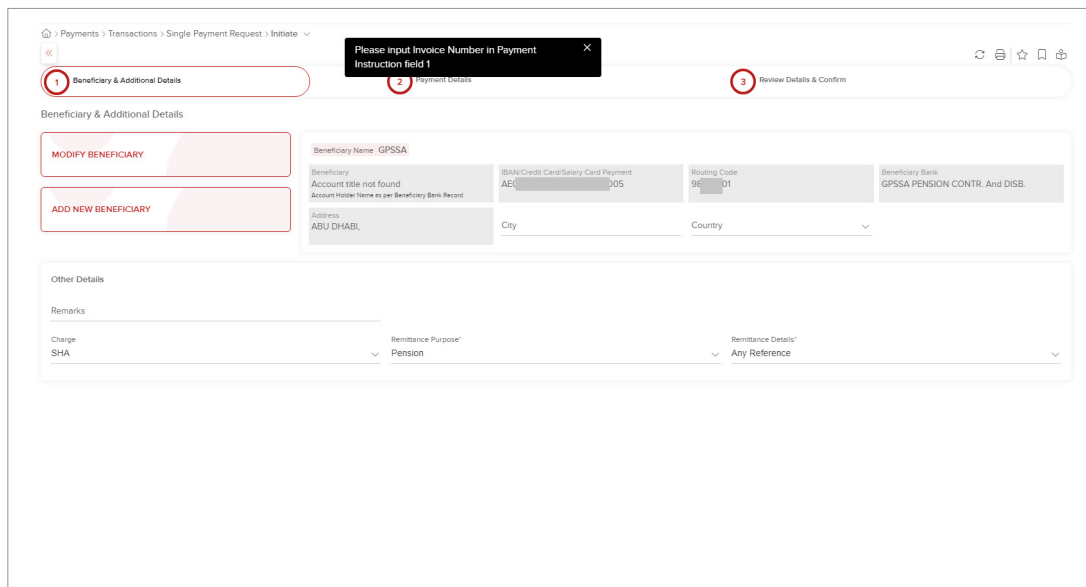 > Payments > Transactions > Single Payment Request > Initiate
Please input Invoice Number in Payment
Instruction field 1
1 Beneficiary & Additional Details
2 Payment Details
3 Review Details & Confirm
Beneficiary & Additional Details
MODIFY BENEFICIARY
ADD NEW BENEFICIARY
Beneficiary Name GPSSA
Beneficiary
Account title not found
Account Holder Name as per Beneficiary Bank Record
IBAN/Credit Card/Salary Card Payment
AE 005
Routing Code
98 01
Beneficiary Bank
GPSSA PENSION CONTR. And DISB.
Address
ABU DHABI,
City
Country
Other Details
Remarks
Charge
SHA
Remittance Purpose*
Pension
Remittance Details*
Any Reference